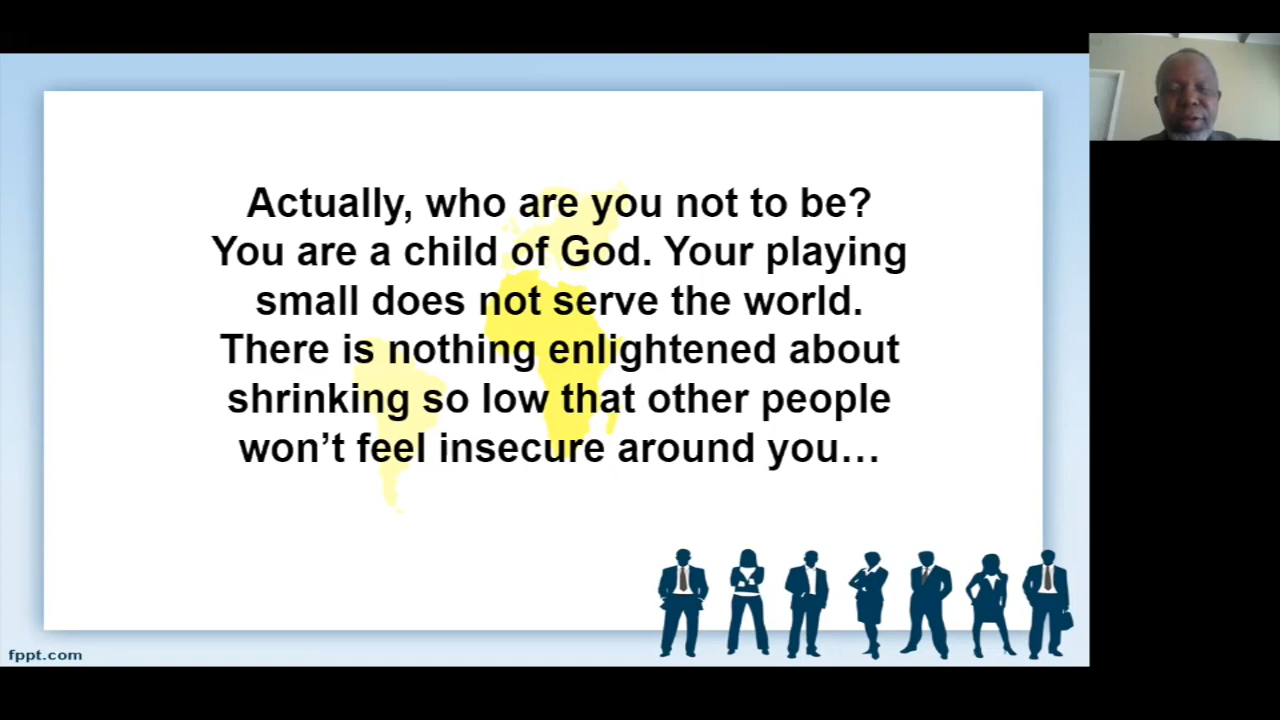 Actually, who are you not to be?
You are a child of God. Your playing
small does not serve the world.
There is nothing enlightened about
shrinking so low that other people
won’t feel insecure around you…
fppt.com